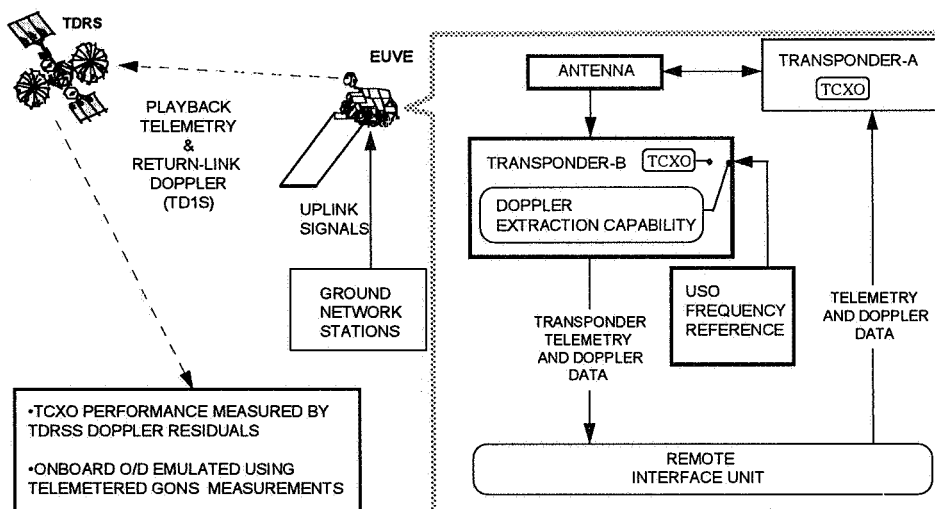 TDRS
EUVE
PLAYBACK
TELEMETRY
&
RETURN-LINK
DOPPLER
(TD1S)
UPLINK
SIGNALS
GROUND
NETWORK
STATIONS
•TCXO PERFORMANCE MEASURED BY
TDRSS DOPPLER RESIDUALS
•ONBOARD O/D EMULATED USING
TELEMETERED GONS MEASUREMENTS
ANTENNA
TRANSPONDER-A
TCXO
TRANSPONDER-B
TCXO
DOPPLER
EXTRACTION CAPABILITY
USO
FREQUENCY
REFERENCE
TRANSPONDER
TELEMETRY
AND DOPPLER
DATA
TELEMETRY
AND DOPPLER
DATA
REMOTE
INTERFACE UNIT